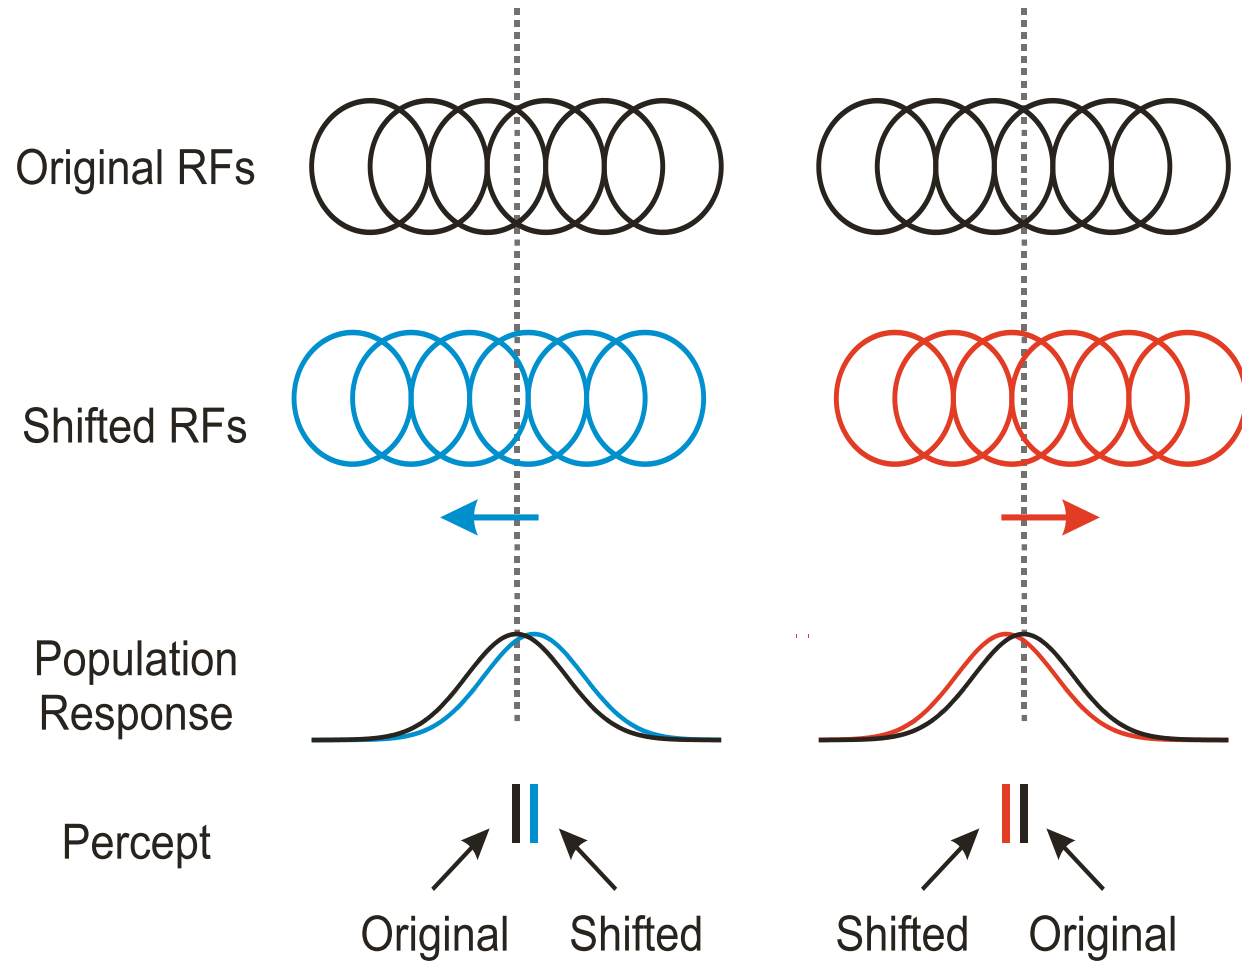 Original RFs
Shifted RFs
Population
Response
Percept
Original Shifted Shifted Original